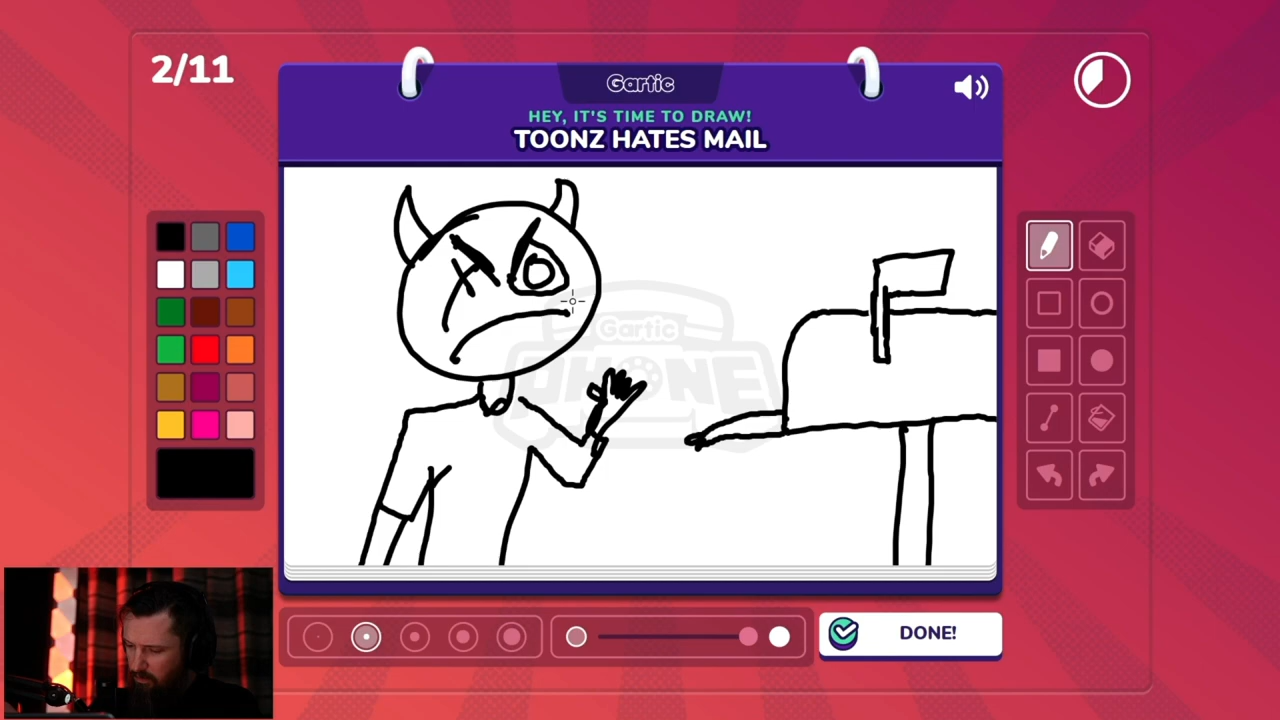 2/11
Gartic
HEY, IT'S TIME TO DRAW!
TOONZ HATES MAIL
Gartic
PHONE
DONE!